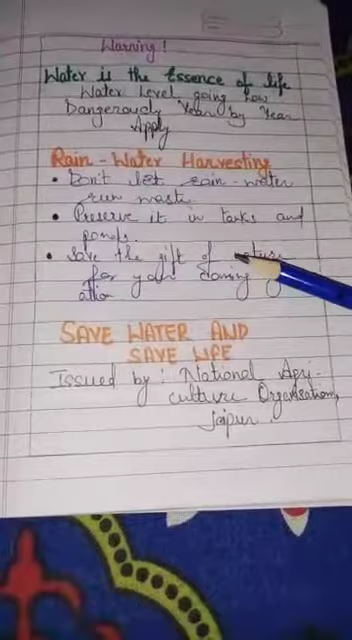 Warning!
Water is the Essence of life
Water Level going low
Dangerously Year by Year
Apply
Rain-Water Harvesting
• Don't let rain-water
run waste
• Preserve it in tanks and
ponds
• Save the gift of nature
for your coming
ation
SAVE WATER AND
SAVE LIFE
Issued by: National Agri-
culture Organisation,
Jaipur.